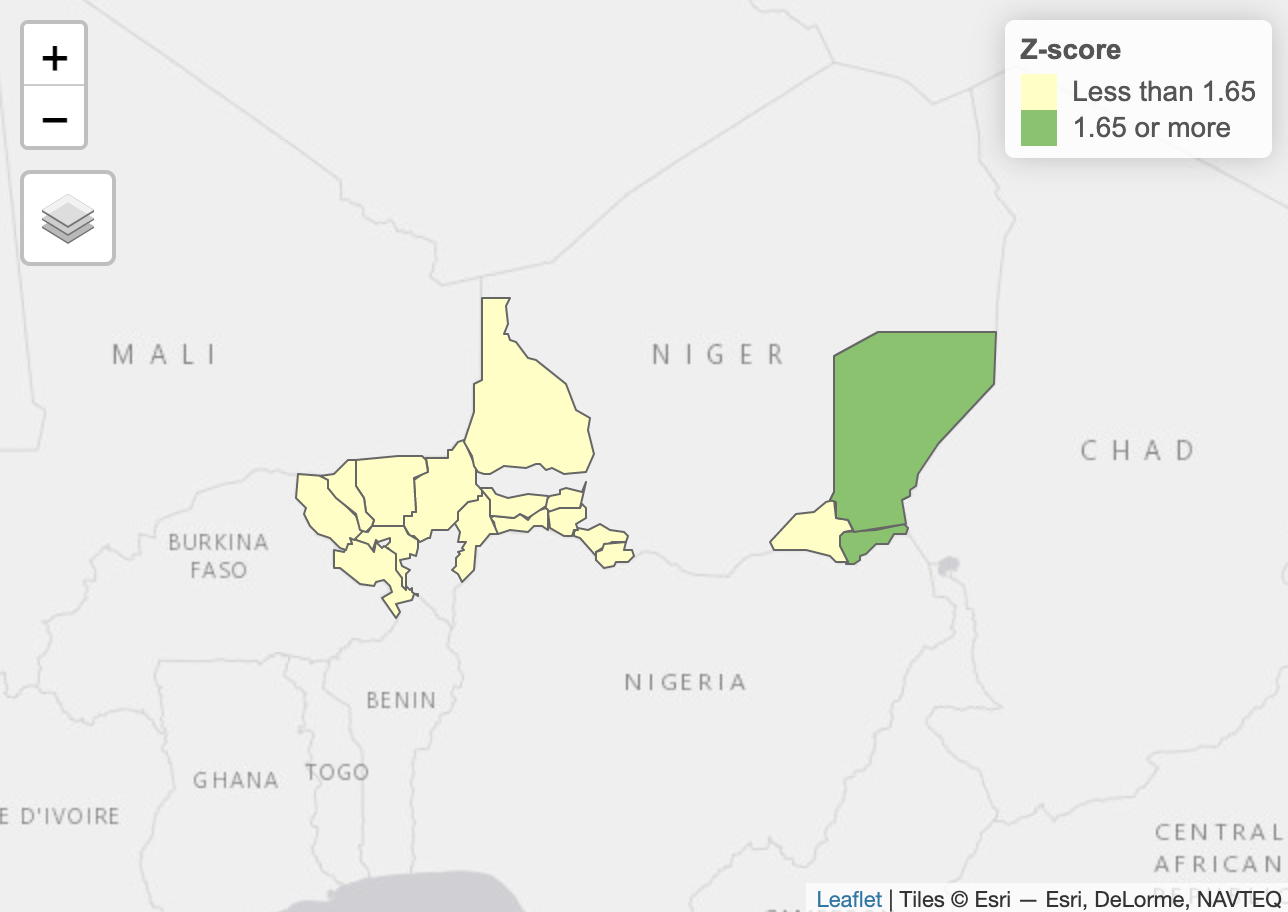 +
−
Z-score
Less than 1.65
1.65 or more
MALI
NIGER
CHAD
BURKINA
FASO
NIGERIA
BENIN
GHANA
TOGO
E D'IVOIRE
CENTRAL
AFRICAN
Leaflet | Tiles © Esri — Esri, DeLorme, NAVTEQ